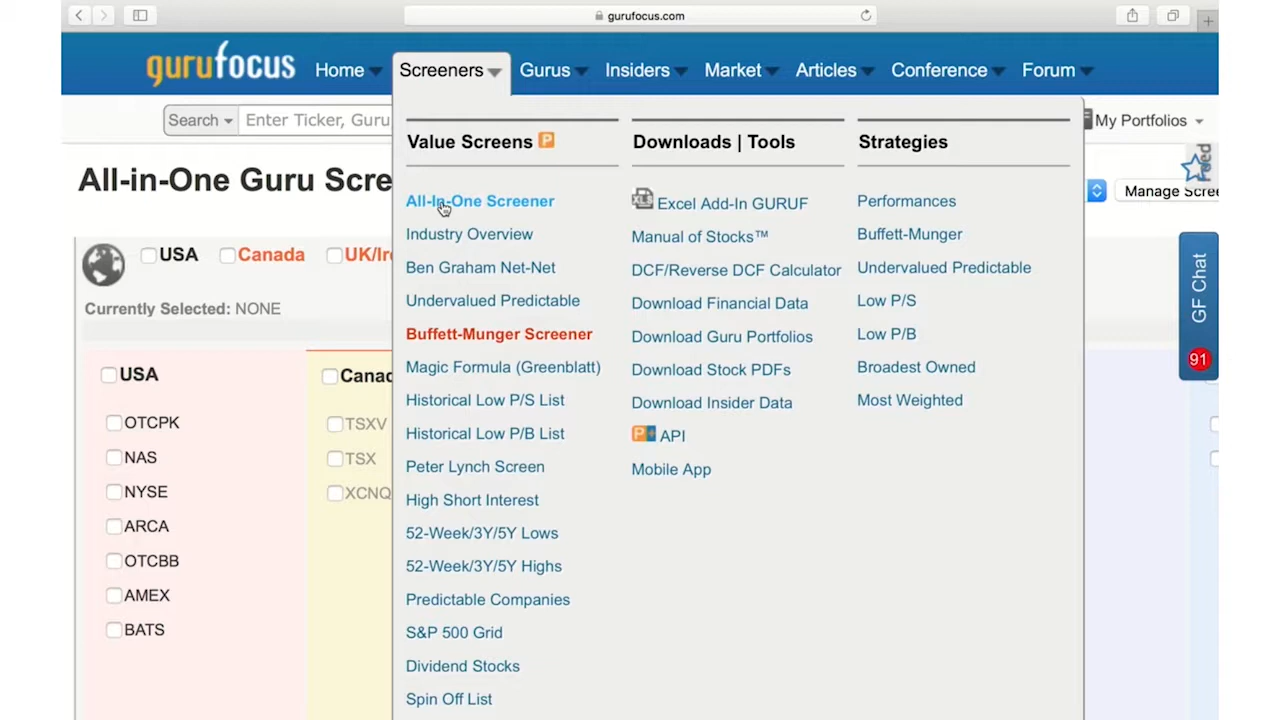 gurufocus.com
gurufocus
Home
Screeners
Gurus
Insiders
Market
Articles
Conference
Forum
Search
Enter Ticker, Guru
My Portfolios
Feed
All-in-One Guru Scre
Manage Scree
USA
Canada
UK/Ire
Currently Selected: NONE
USA
OTCPK
NAS
NYSE
ARCA
OTCBB
AMEX
BATS
Canad
TSXV
TSX
XCNQ
Value Screens P
All-In-One Screener
Industry Overview
Ben Graham Net-Net
Undervalued Predictable
Buffett-Munger Screener
Magic Formula (Greenblatt)
Historical Low P/S List
Historical Low P/B List
Peter Lynch Screen
High Short Interest
52-Week/3Y/5Y Lows
52-Week/3Y/5Y Highs
Predictable Companies
S&P 500 Grid
Dividend Stocks
Spin Off List
Downloads | Tools
Excel Add-In GURUF
Manual of Stocks™
DCF/Reverse DCF Calculator
Download Financial Data
Download Guru Portfolios
Download Stock PDFs
Download Insider Data
P API
Mobile App
Strategies
Performances
Buffett-Munger
Undervalued Predictable
Low P/S
Low P/B
Broadest Owned
Most Weighted
GF Chat
91